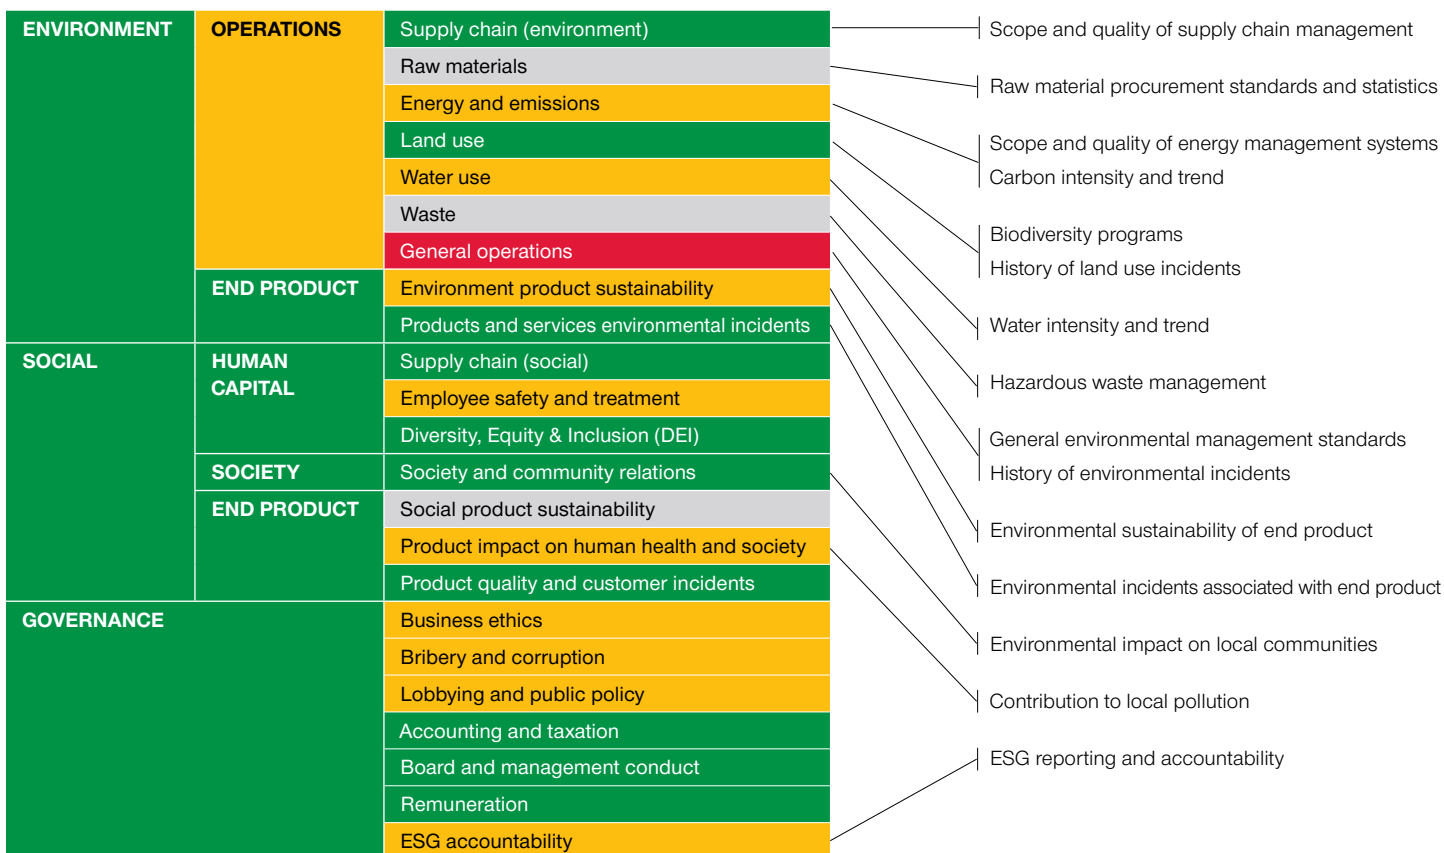 ENVIRONMENT
OPERATIONS
Supply chain (environment)
Raw materials
Energy and emissions
Land use
Water use
Waste
General operations
END PRODUCT
Environment product sustainability
Products and services environmental incidents
SOCIAL
HUMAN
CAPITAL
Supply chain (social)
Employee safety and treatment
Diversity, Equity & Inclusion (DEI)
SOCIETY
Society and community relations
END PRODUCT
Social product sustainability
Product impact on human health and society
Product quality and customer incidents
GOVERNANCE
Business ethics
Bribery and corruption
Lobbying and public policy
Accounting and taxation
Board and management conduct
Remuneration
ESG accountability
Scope and quality of supply chain management
Raw material procurement standards and statistics
Scope and quality of energy management systems
Carbon intensity and trend
Biodiversity programs
History of land use incidents
Water intensity and trend
Hazardous waste management
General environmental management standards
History of environmental incidents
Environmental sustainability of end product
Environmental incidents associated with end product
Environmental impact on local communities
Contribution to local pollution
ESG reporting and accountability